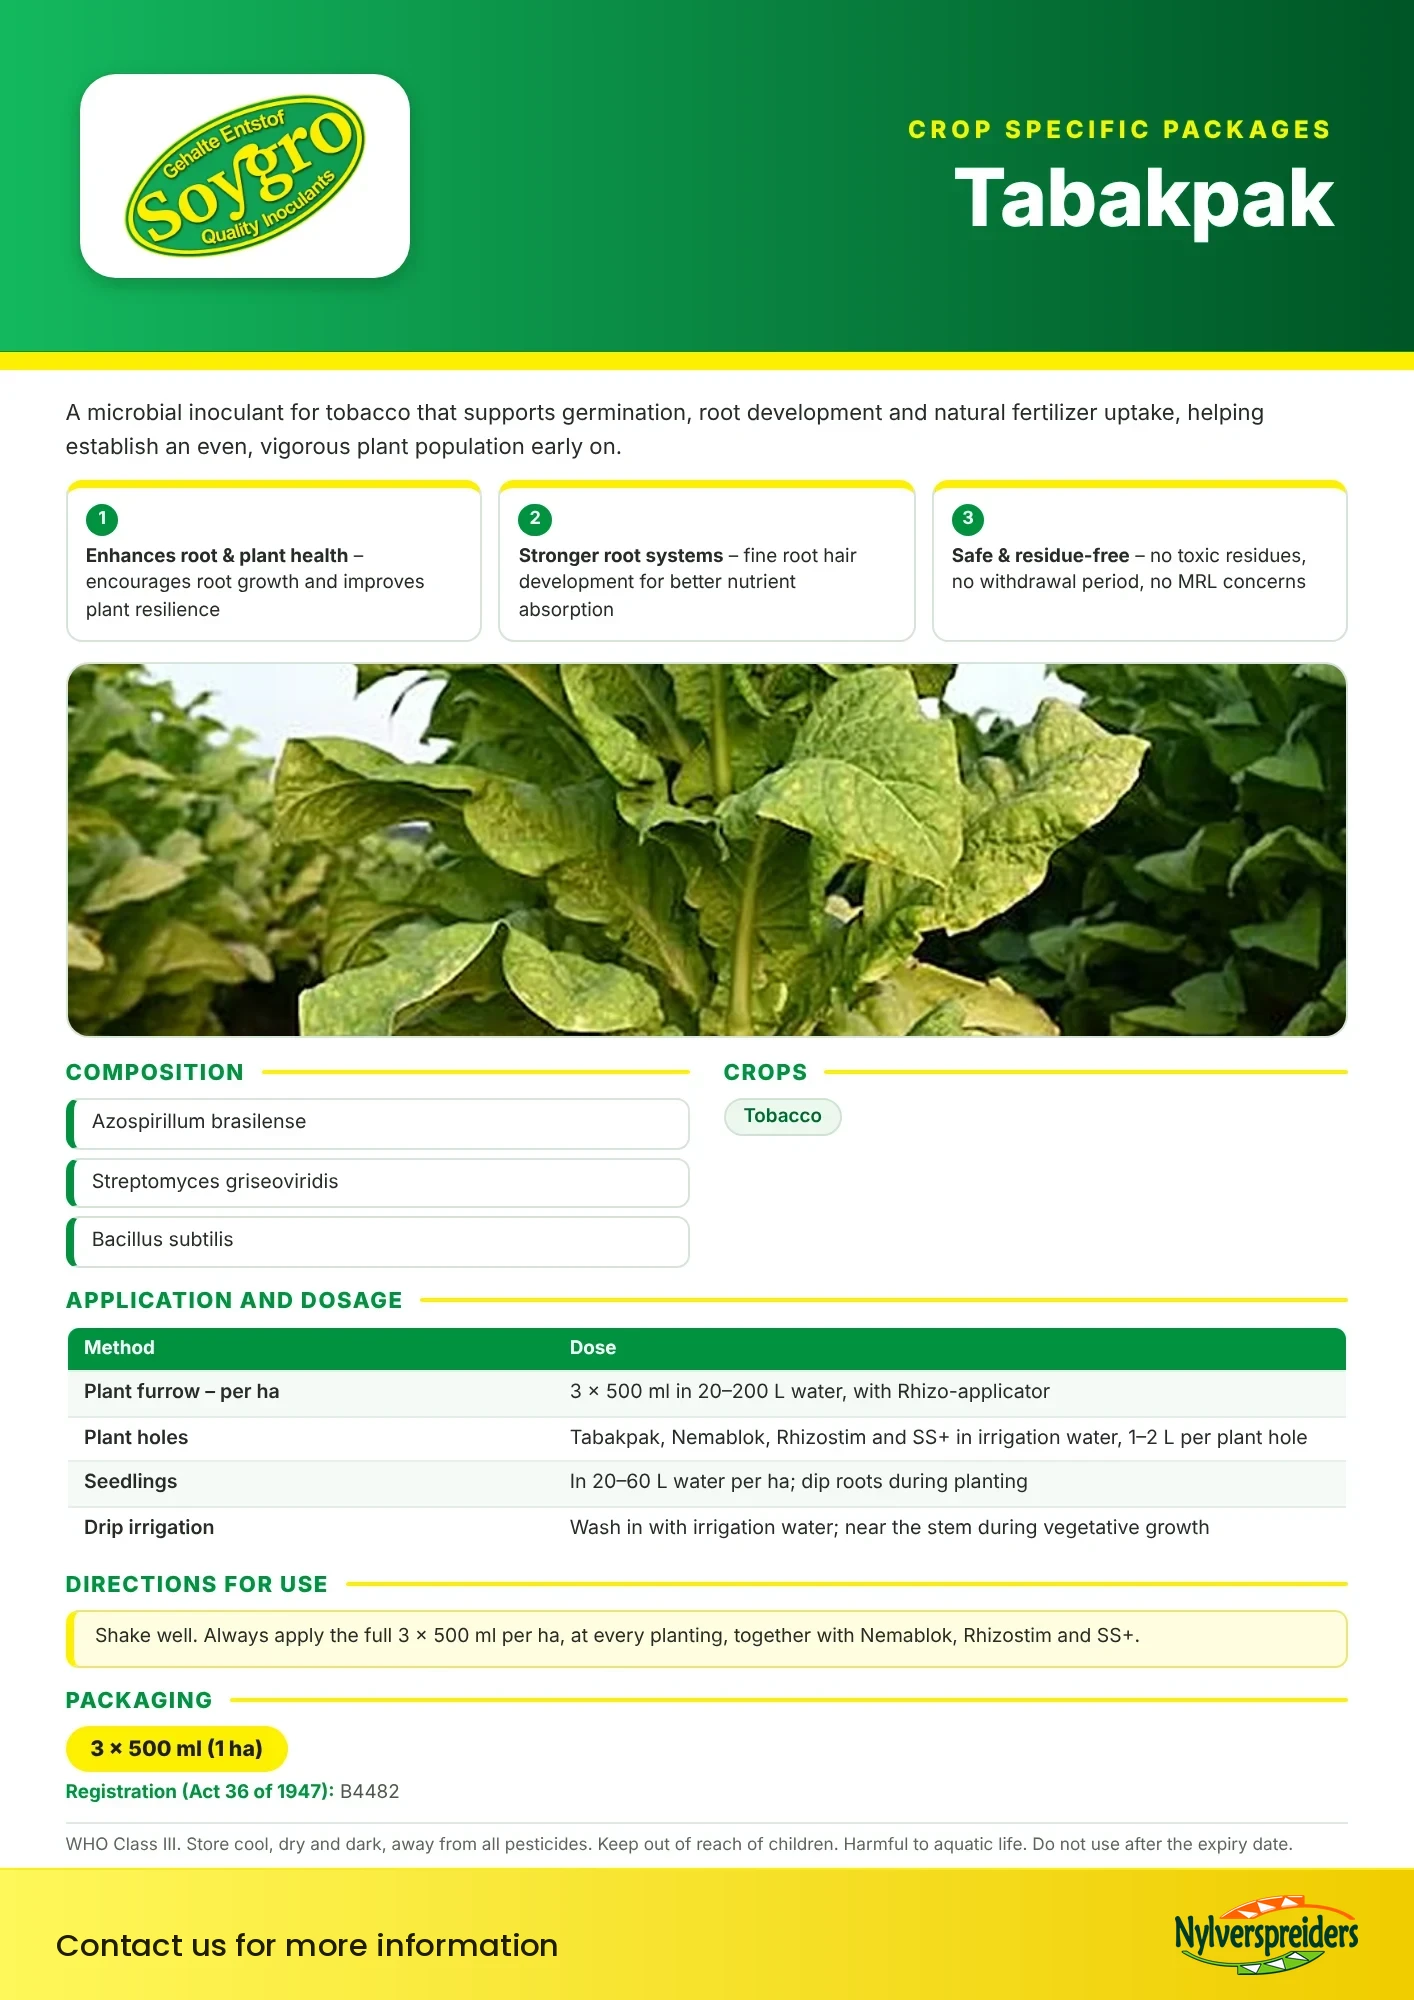 Gehalte Entstof
Soygro
Quality Inoculants
CROP SPECIFIC PACKAGES
Tabakpak
A microbial inoculant for tobacco that supports germination, root development and natural fertilizer uptake, helping
establish an even, vigorous plant population early on.
1
Enhances root & plant health –
encourages root growth and improves
plant resilience
2
Stronger root systems – fine root hair
development for better nutrient
absorption
3
Safe & residue-free – no toxic residues,
no withdrawal period, no MRL concerns
COMPOSITION
Azospirillum brasilense
Streptomyces griseoviridis
Bacillus subtilis
CROPS
Tobacco
APPLICATION AND DOSAGE
Method Dose
Plant furrow – per ha 3 × 500 ml in 20–200 L water, with Rhizo-applicator
Plant holes Tabakpak, Nemablok, Rhizostim and SS+ in irrigation water, 1–2 L per plant hole
Seedlings In 20–60 L water per ha; dip roots during planting
Drip irrigation Wash in with irrigation water; near the stem during vegetative growth
DIRECTIONS FOR USE
Shake well. Always apply the full 3 × 500 ml per ha, at every planting, together with Nemablok, Rhizostim and SS+.
PACKAGING
3 × 500 ml (1 ha)
Registration (Act 36 of 1947): B4482
WHO Class III. Store cool, dry and dark, away from all pesticides. Keep out of reach of children. Harmful to aquatic life. Do not use after the expiry date.
Contact us for more information
Nylverspreiders